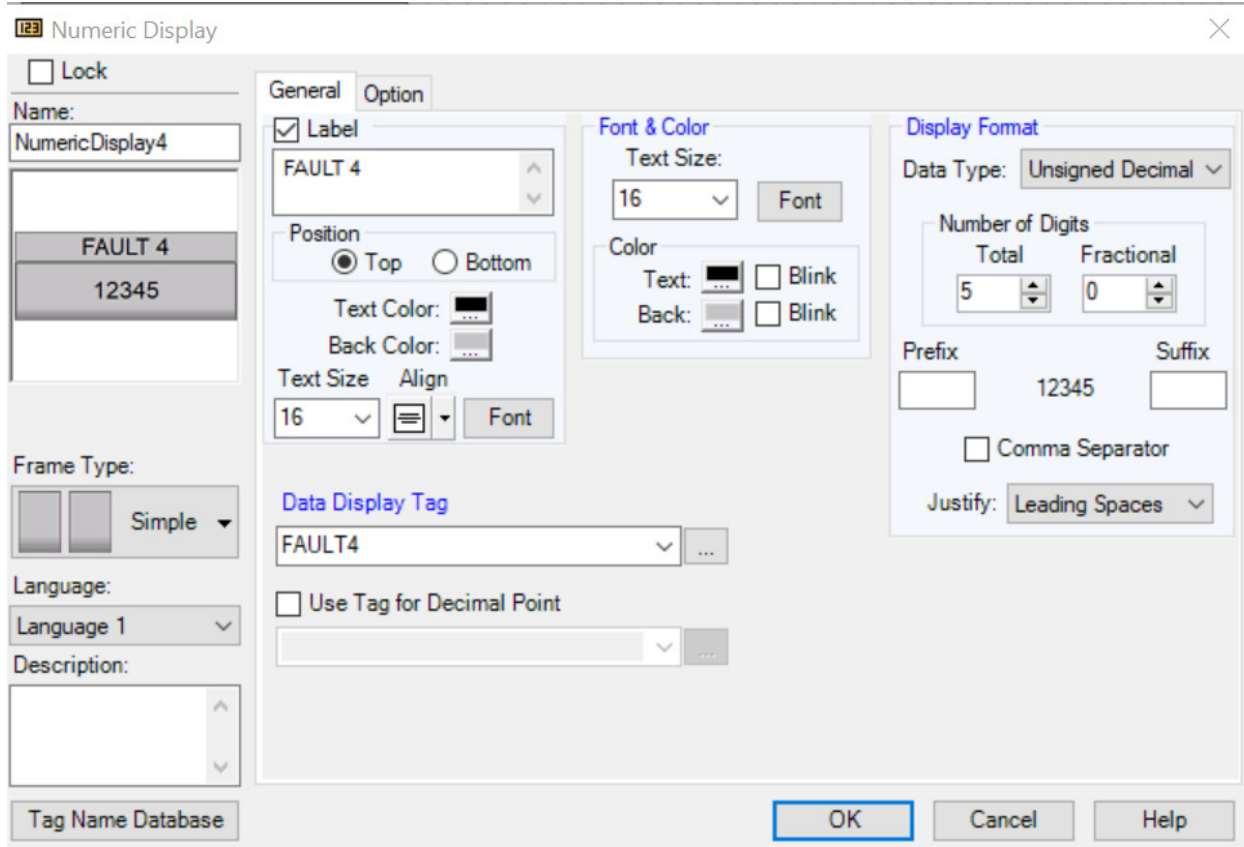 123 Numeric Display
Lock
Name:
NumericDisplay4
FAULT 4
12345
Frame Type:
Simple
Language:
Language 1
Description:
Tag Name Database
General Option
Label
FAULT 4
Position
Top Bottom
Text Color: ...
Back Color: ...
Text Size Align
16 Font
Font & Color
Text Size:
16 Font
Color
Text: ... Blink
Back: ... Blink
Display Format
Data Type: Unsigned Decimal
Number of Digits
Total Fractional
5 0
Prefix Suffix
12345
Comma Separator
Justify: Leading Spaces
Data Display Tag
FAULT4 ...
Use Tag for Decimal Point
...
OK Cancel Help